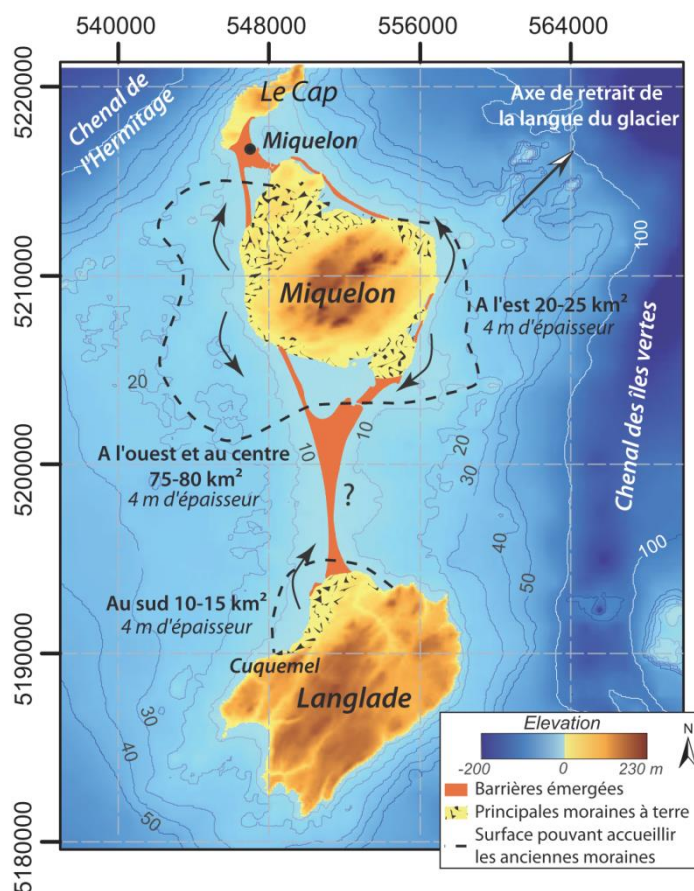 540000 548000 556000 564000
5220000
5210000
5200000
5190000
5180000
Chenal de
l'Hermitage
Le Cap
Miquelon
Axe de retrait de
la langue du glacier
100
Miquelon
A l'est 20-25 km²
4 m d'épaisseur
Chenal des îles vertes
20
A l'ouest et au centre
75-80 km²
4 m d'épaisseur
10
10
20
30
?
40
50
100
Au sud 10-15 km²
4 m d'épaisseur
Cuquemel
Langlade
30
40
50
Elevation
-200 0 230 m
N
Barrières émergées
Principales moraines à terre
Surface pouvant accueillir
les anciennes moraines